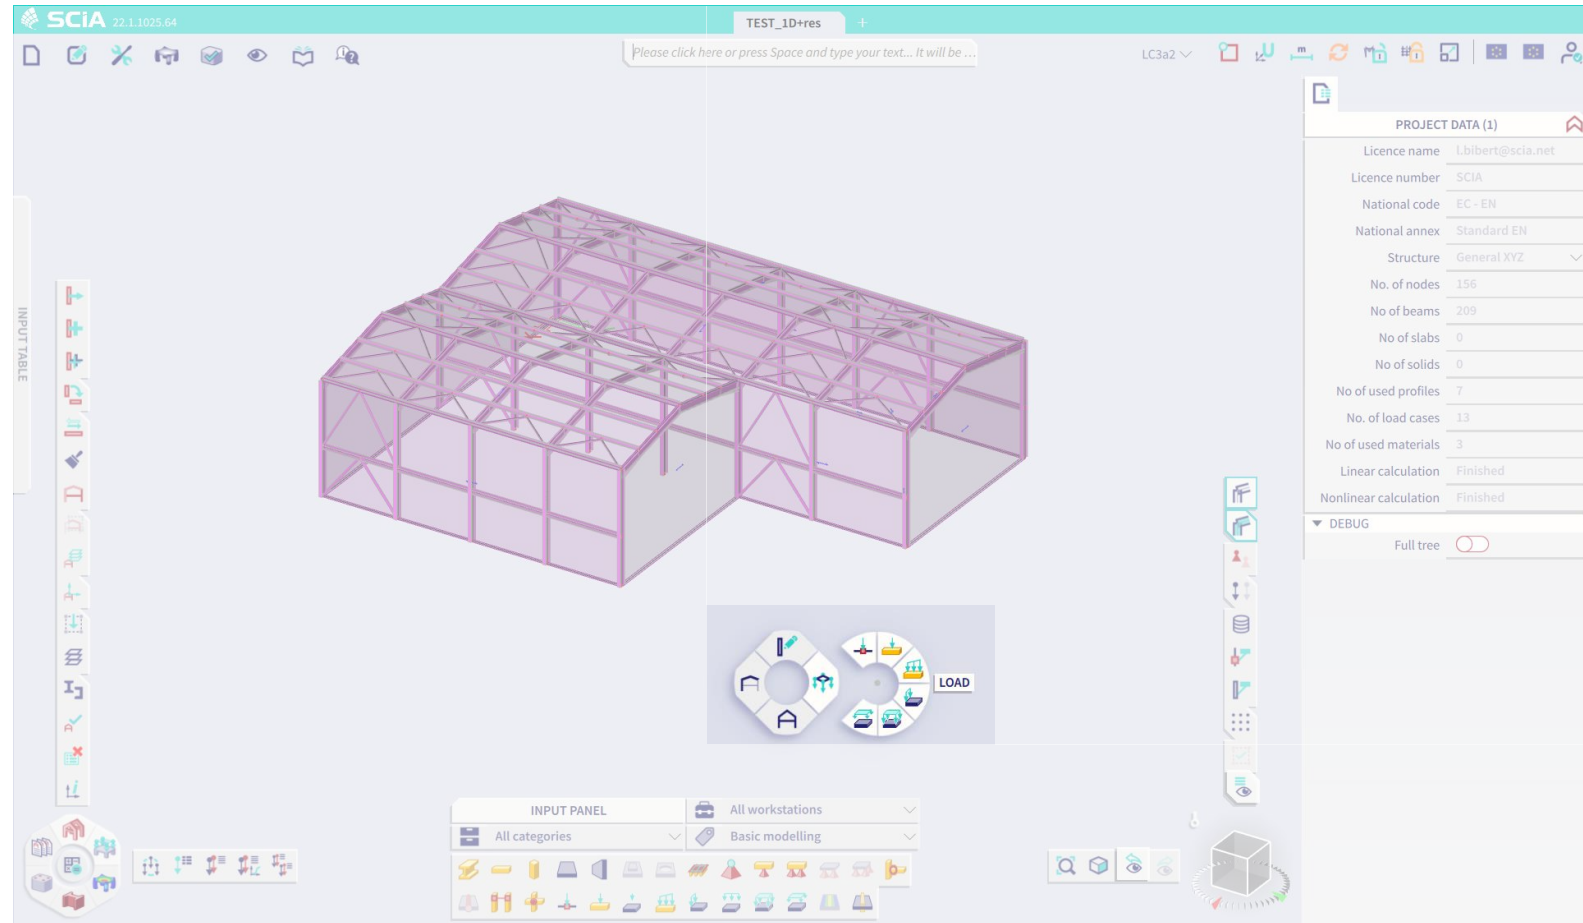 SCiA 22.1.1025.64
TEST_1D+res
Please click here or press Space and type your text... It will be ...
LC3a2
PROJECT DATA (1)
Licence name l.bibert@scia.net
Licence number SCIA
National code EC - EN
National annex Standard EN
Structure General XYZ
No. of nodes 156
No of beams 209
No of slabs 0
No of solids 0
No of used profiles 7
No. of load cases 13
No of used materials 3
Linear calculation Finished
Nonlinear calculation Finished
DEBUG
Full tree
INPUT TABLE
LOAD
INPUT PANEL
All workstations
All categories
Basic modelling